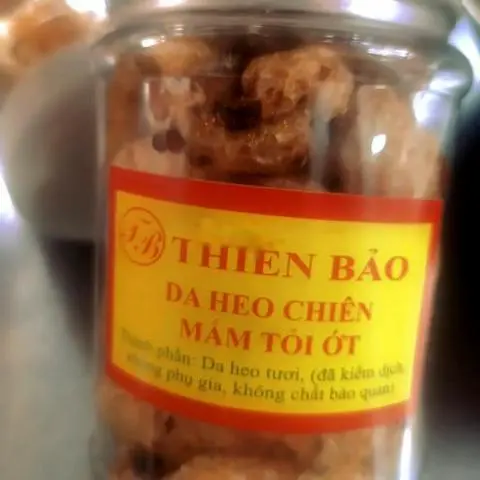 TB THIEN BẢO
DA HEO CHIÊN
MẮM TỎI ỚT
Thành phần: Da heo tươi, (đã kiểm dịch,
không phụ gia, không chất bảo quản)